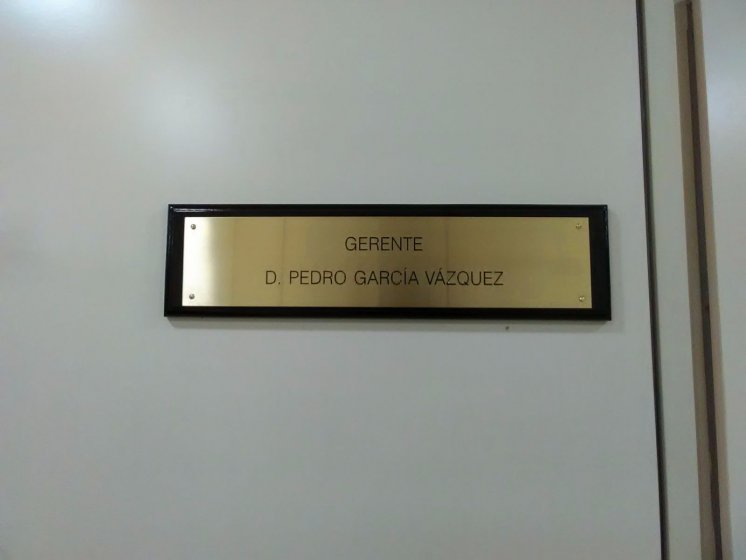 GERENTE
D. PEDRO GARCÍA VÁZQUEZ